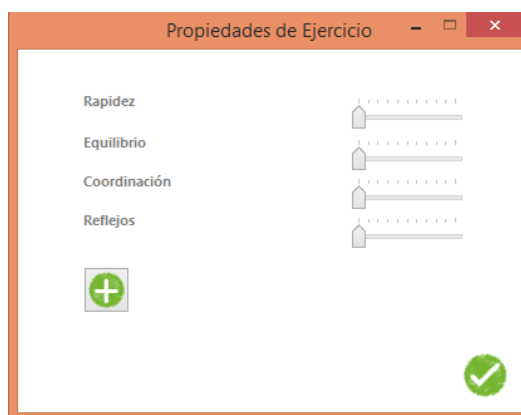 Propiedades de Ejercicio
Rapidez
Equilibrio
Coordinación
Reflejos